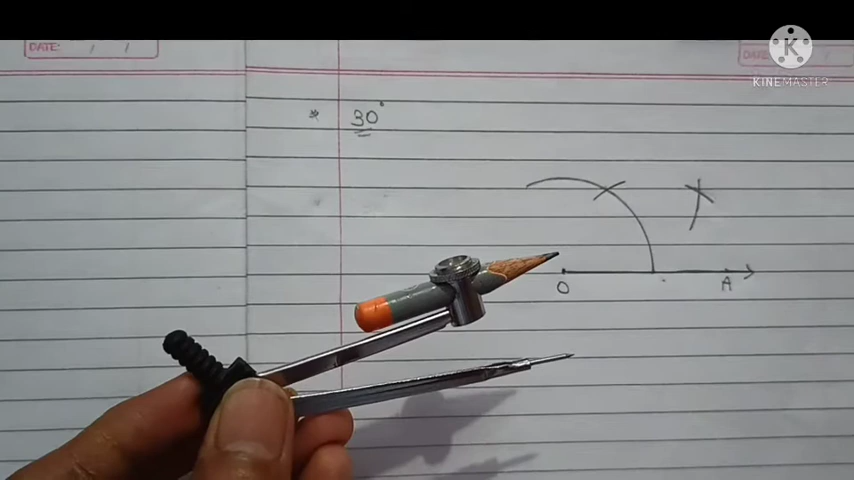 DATE: / /
KINEMASTER
* 30°
O A